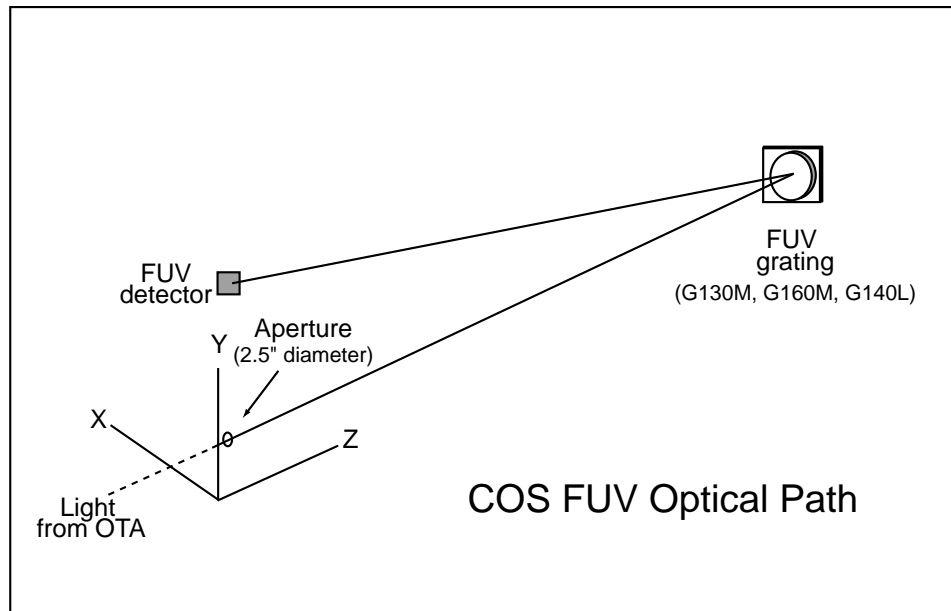 FUV
grating
(G130M, G160M, G140L)
FUV
detector
Aperture
(2.5" diameter)
Y
X
Z
Light
from OTA
COS FUV Optical Path